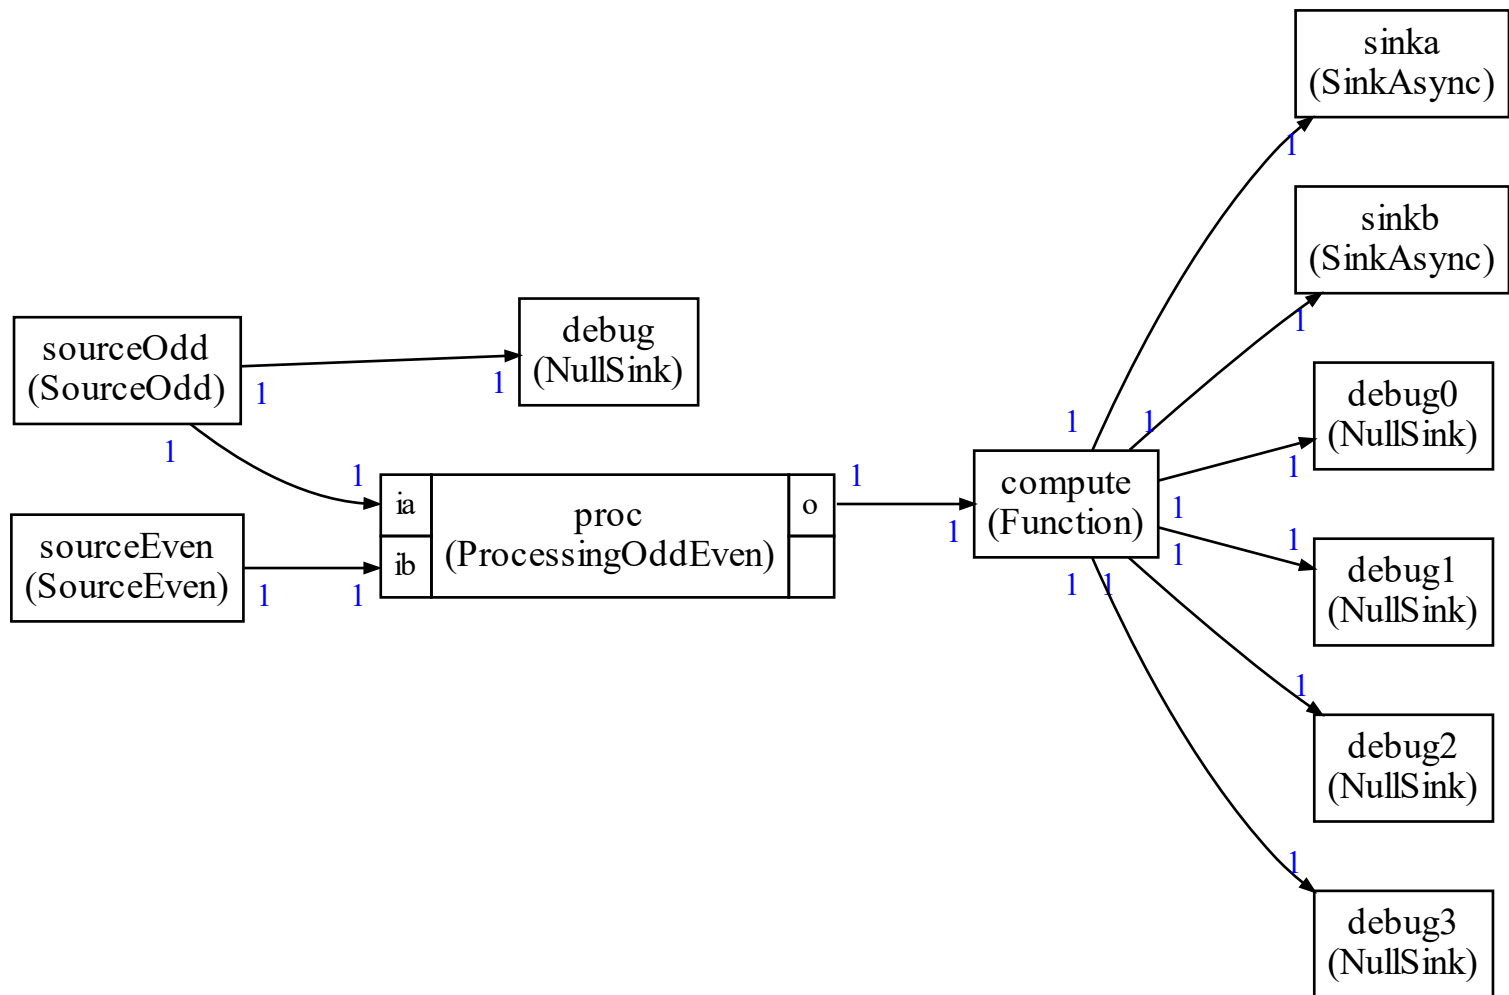 sinka
(SinkAsync)
1
sinkb
(SinkAsync)
1
sourceOdd
(SourceOdd)
1
1
debug
(NullSink)
1
debug0
(NullSink)
1
1
1
1
ia
ib
proc
(ProcessingOddEven)
o
1
1
compute
(Function)
1
1
1
1
1
sourceEven
(SourceEven)
1
1
debug1
(NullSink)
1
debug2
(NullSink)
1
debug3
(NullSink)
1